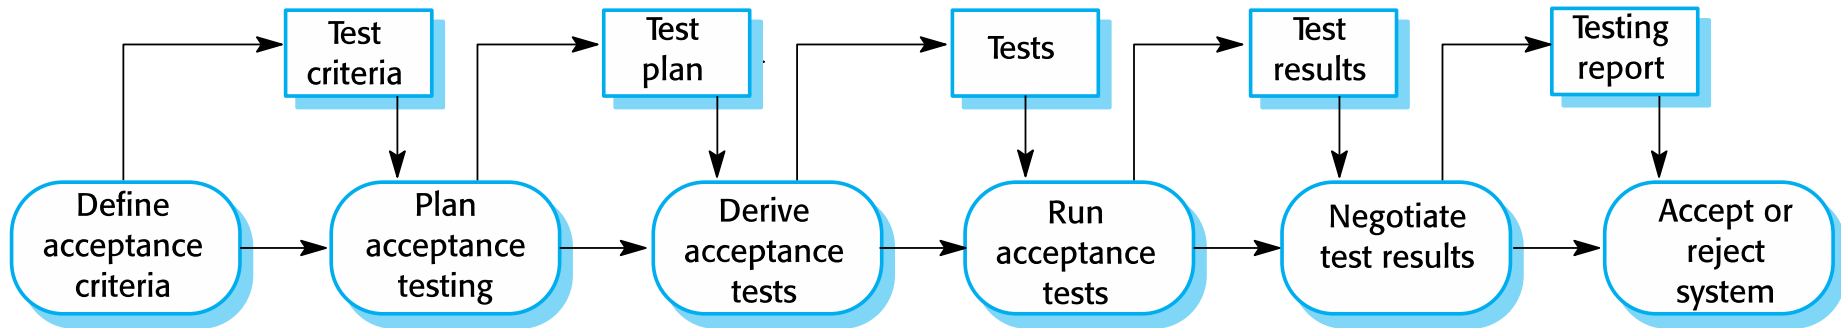 Test
criteria
Test
plan
Tests
Test
results
Testing
report
Define
acceptance
criteria
Plan
acceptance
testing
Derive
acceptance
tests
Run
acceptance
tests
Negotiate
test results
Accept or
reject
system